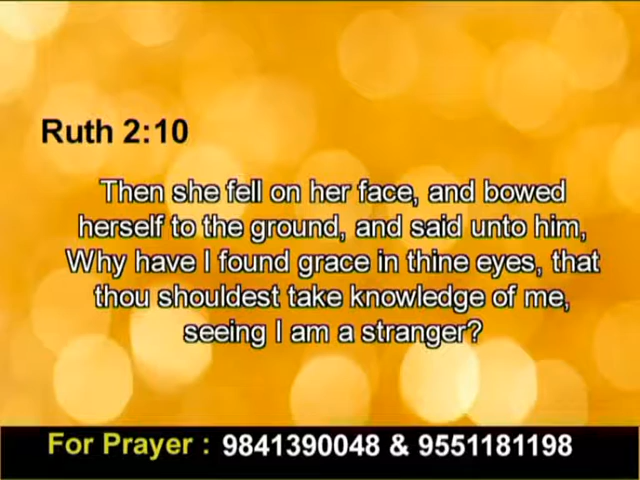 Ruth 2:10
Then she fell on her face, and bowed
herself to the ground, and said unto him,
Why have I found grace in thine eyes, that
thou shouldest take knowledge of me,
seeing I am a stranger?
For Prayer : 9841390048 & 9551181198